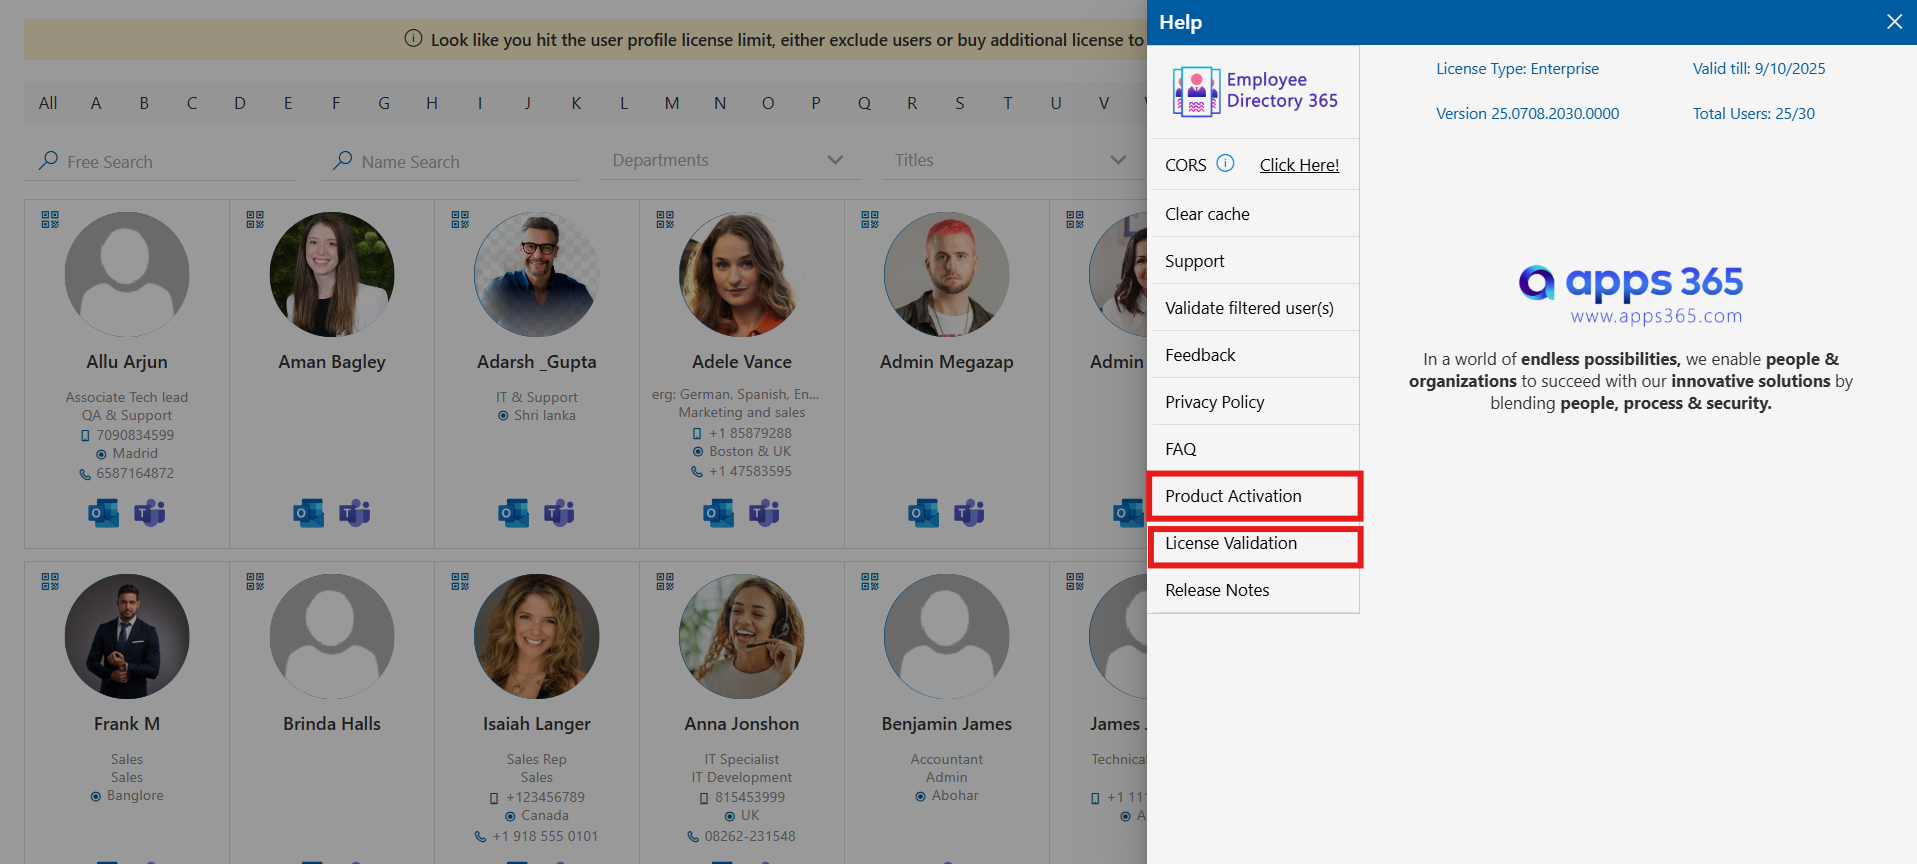 Look like you hit the user profile license limit, either exclude users or buy additional license to
All A B C D E F G H I J K L M N O P Q R S T U V
Free Search
Name Search
Departments
Titles
Allu Arjun
Associate Tech lead
QA & Support
7090834599
Madrid
6587164872
Aman Bagley
Adarsh _Gupta
IT & Support
Shri lanka
Adele Vance
erg: German, Spanish, En...
Marketing and sales
+1 85879288
Boston & UK
+1 47583595
Admin Megazap
Admin
Frank M
Sales
Sales
Banglore
Brinda Halls
Isaiah Langer
Sales Rep
Sales
+123456789
Canada
+1 918 555 0101
Anna Jonshon
IT Specialist
IT Development
815453999
UK
08262-231548
Benjamin James
Accountant
Admin
Abohar
James
Technica
+1 11
A
Help
Employee
Directory 365
CORS Click Here!
Clear cache
Support
Validate filtered user(s)
Feedback
Privacy Policy
FAQ
Product Activation
License Validation
Release Notes
License Type: Enterprise
Valid till: 9/10/2025
Version 25.0708.2030.0000
Total Users: 25/30
apps 365
www.apps365.com
In a world of endless possibilities, we enable people &
organizations to succeed with our innovative solutions by
blending people, process & security.